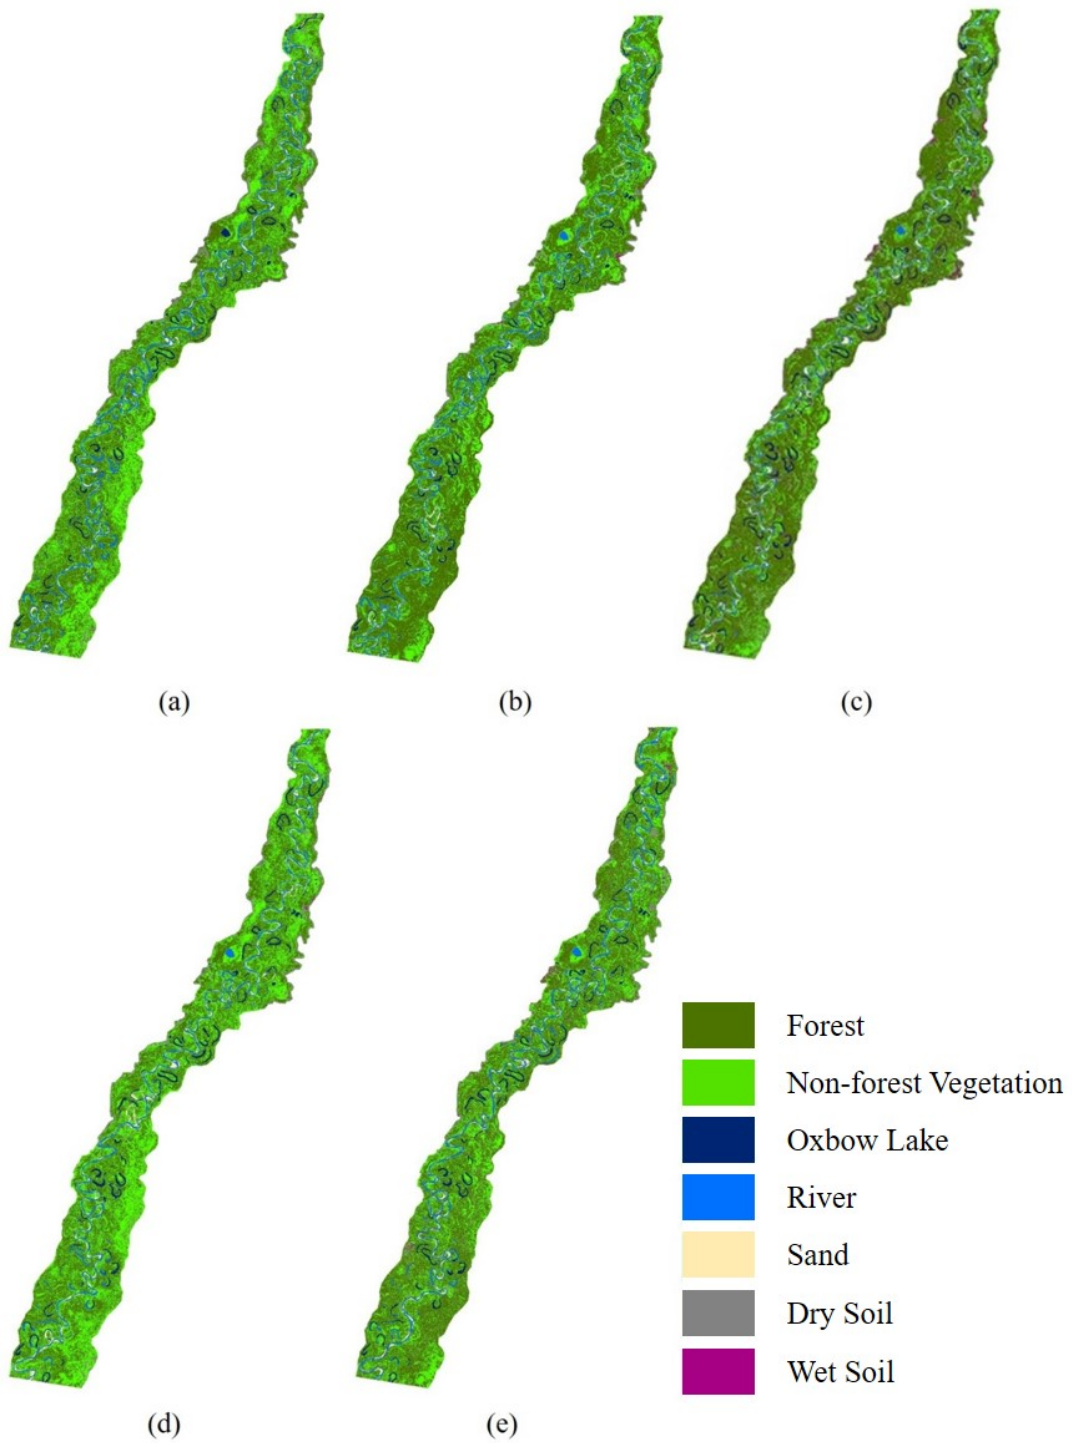 (a)
(b)
(c)
Forest
Non-forest Vegetation
Oxbow Lake
River
Sand
Dry Soil
Wet Soil
(d)
(e)